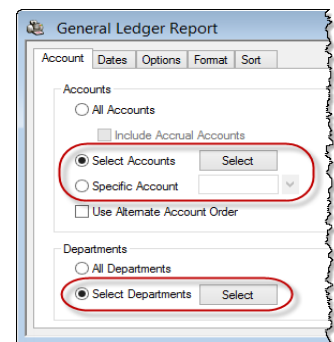 General Ledger Report
Account Dates Options Format Sort
Accounts
All Accounts
Include Accrual Accounts
Select Accounts Select
Specific Account
Use Alternate Account Order
Departments
All Departments
Select Departments Select